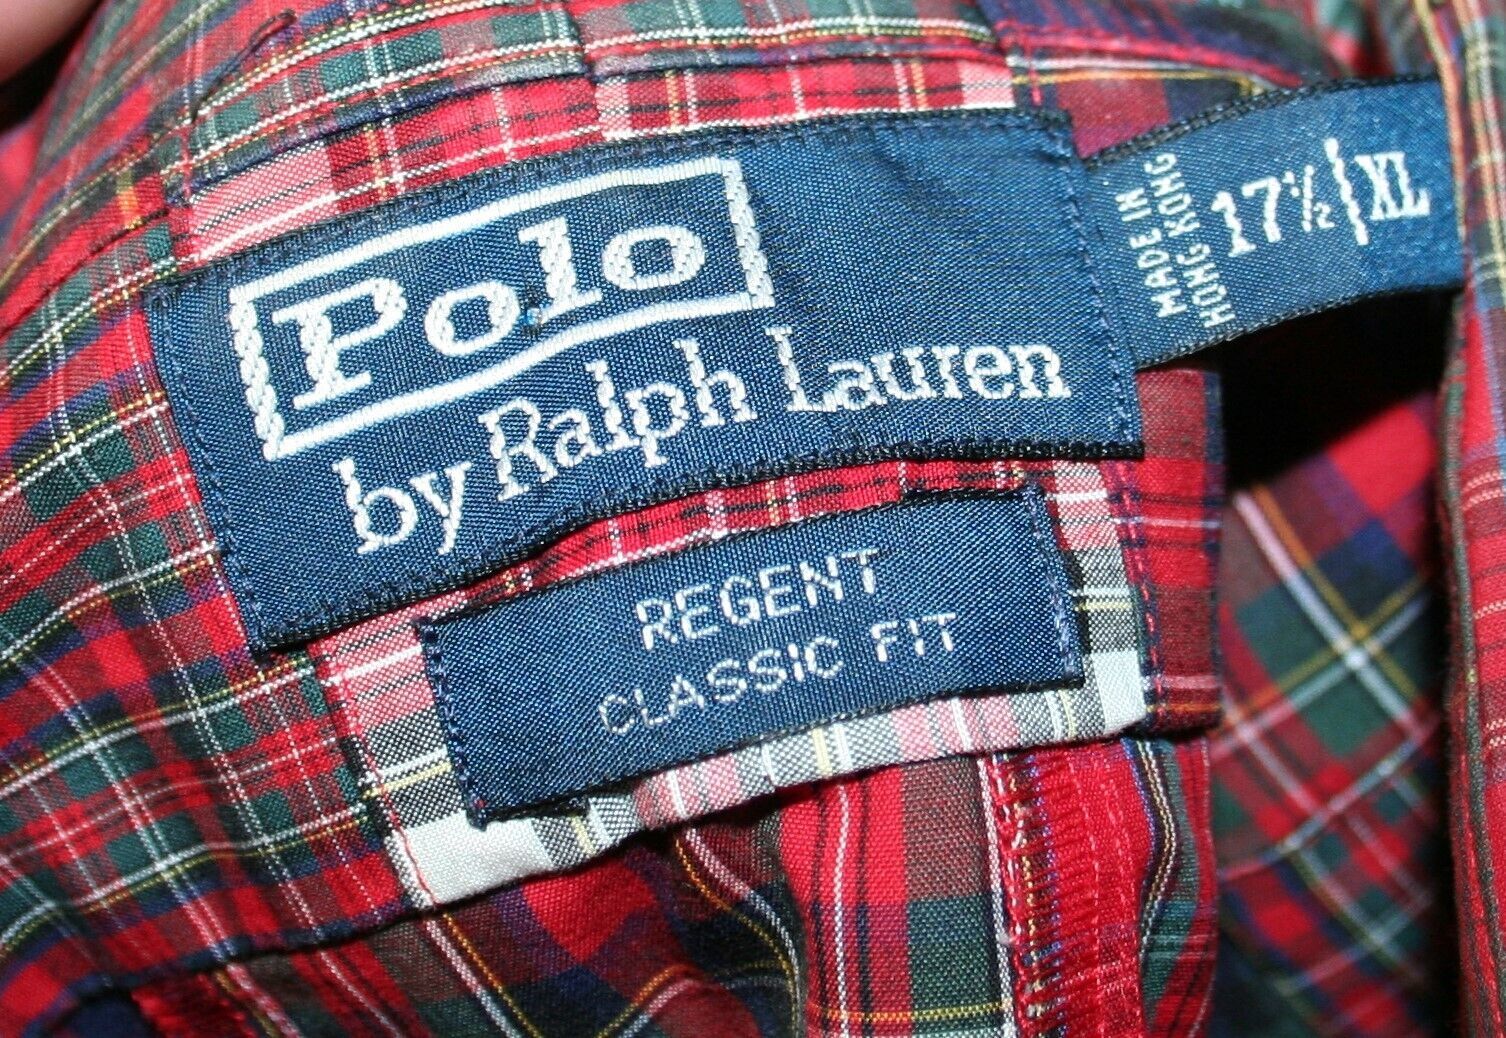 Polo
by Ralph Lauren
MADE IN
HONG KONG
17½ | XL
REGENT
CLASSIC FIT